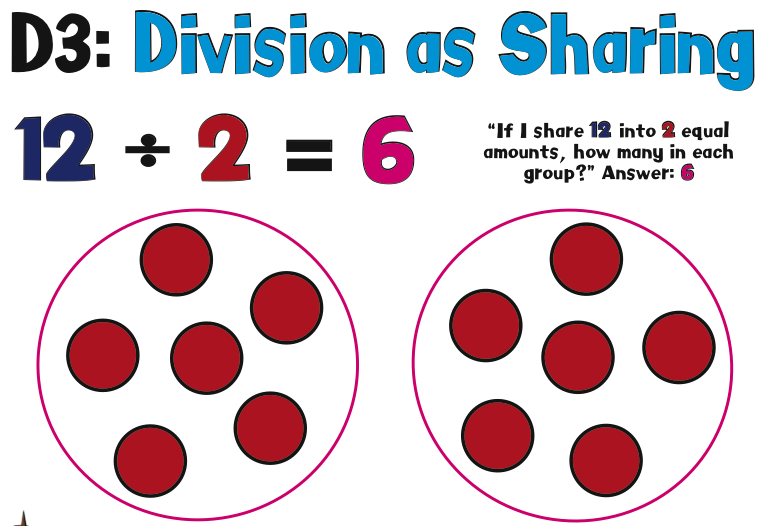 D3: Division as Sharing
12 ÷ 2 = 6
“If I share 12 into 2 equal
amounts, how many in each
group?” Answer: 6